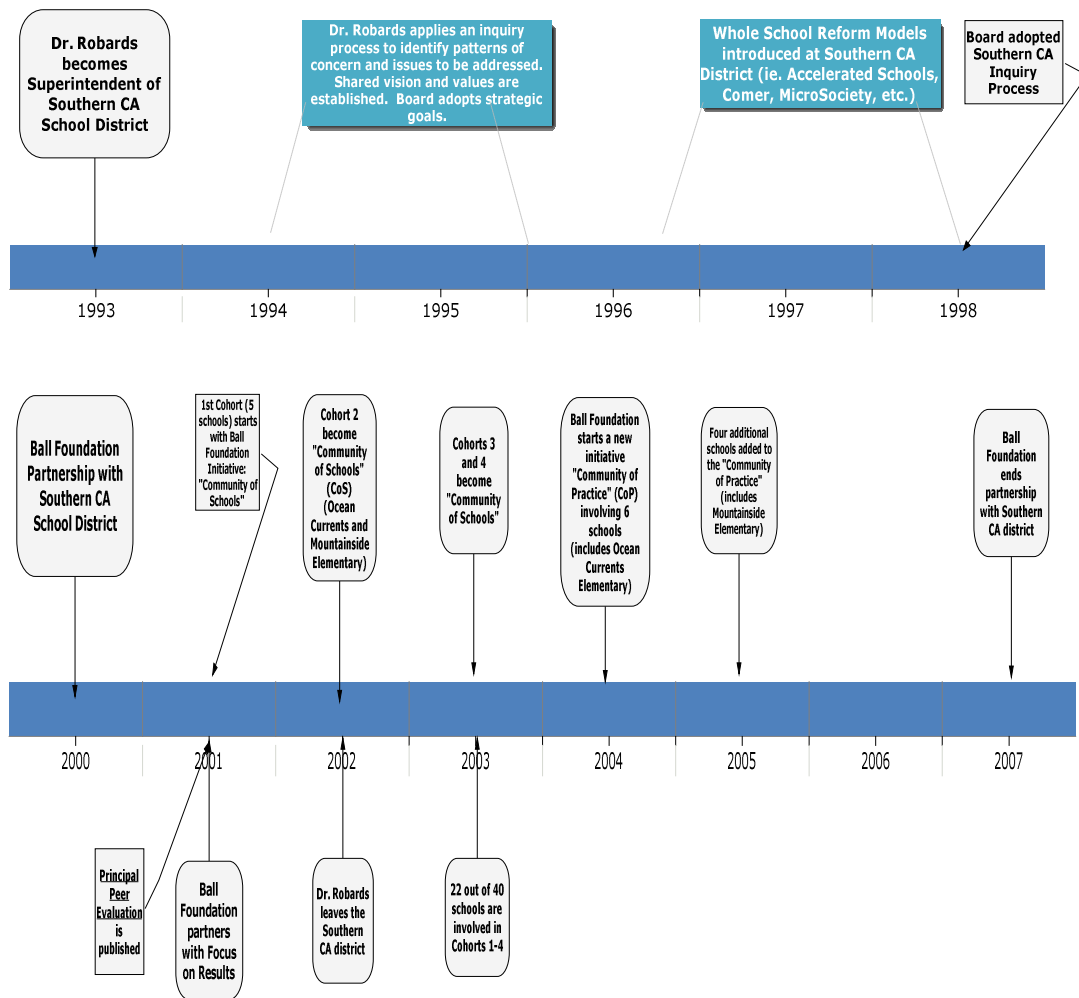 Dr. Robards
becomes
Superintendent of
Southern CA
School District
Dr. Robards applies an inquiry
process to identify patterns of
concern and issues to be addressed.
Shared vision and values are
established.  Board adopts strategic
goals.
Whole School Reform Models
introduced at Southern CA
District (ie. Accelerated Schools,
Comer, MicroSociety, etc.)
Board adopted
Southern CA
Inquiry
Process
1993
1994
1995
1996
1997
1998
Ball Foundation
Partnership with
Southern CA
School District
1st Cohort (5
schools) starts
with Ball
Foundation
Initiative:
"Community of
Schools"
Cohort 2
become
"Community
of Schools"
(CoS)
(Ocean
Currents and
Mountainside
Elementary)
Cohorts 3
and 4
become
"Community
of Schools"
Ball Foundation
starts a new
initiative
"Community of
Practice" (CoP)
involving 6
schools
(includes Ocean
Currents
Elementary)
Four additional
schools added to
the "Community
of Practice"
(includes
Mountainside
Elementary)
Ball
Foundation
ends
partnership
with Southern
CA district
2000
2001
2002
2003
2004
2005
2006
2007
Principal
Peer
Evaluation
is
published
Ball
Foundation
partners
with Focus
on Results
Dr. Robards
leaves the
Southern
CA district
22 out of 40
schools are
involved in
Cohorts 1-4